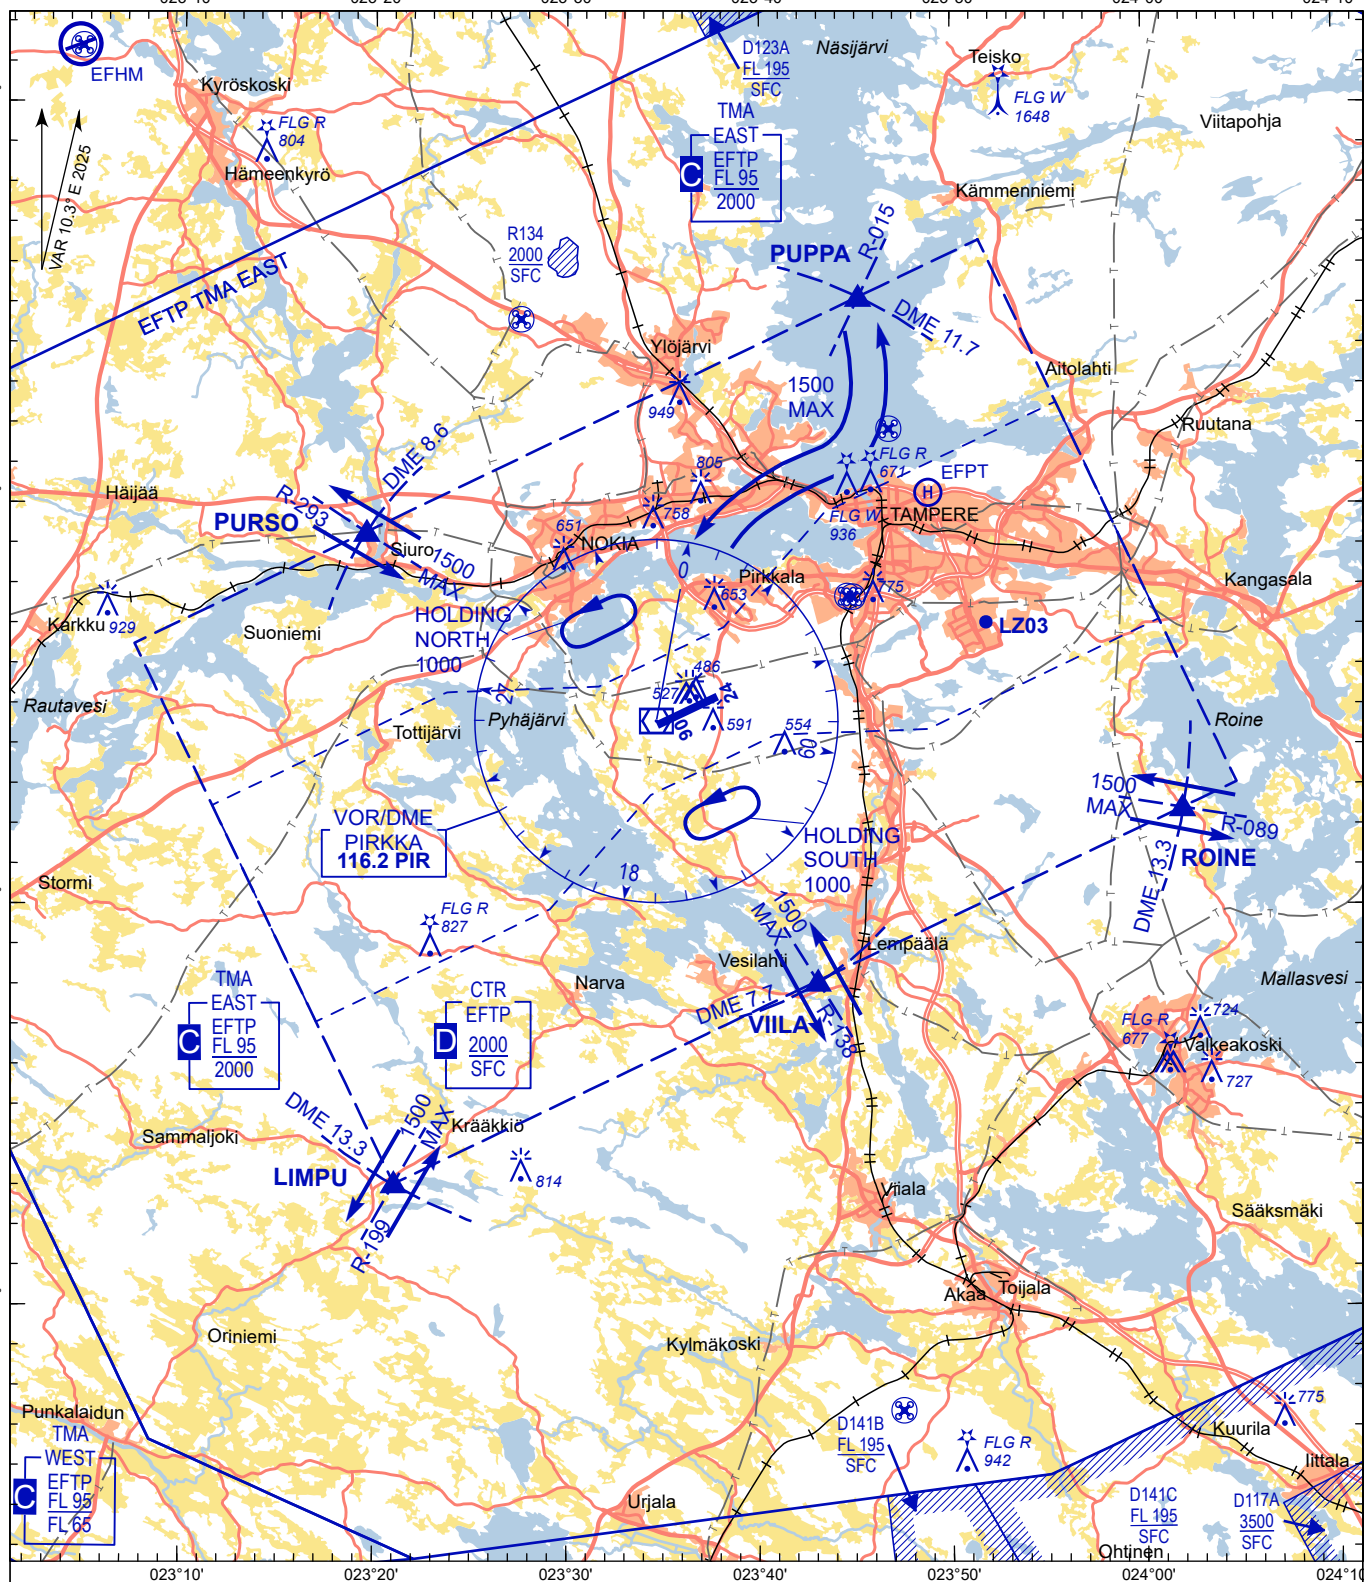 EFHM
Kyröskoski
FLG R
804
Hämeenkyrö
VAR 10.3° E 2025
EFTP TMA EAST
R134
2000
SFC
D123A
FL 195
SFC
TMA
EAST
C
EFTP
FL 95
2000
Näsijärvi
Teisko
FLG W
1648
Viitapohja
Kämmenniemi
PUPPA
R-015
DME 11.7
Ylöjärvi
949
1500
MAX
Aitolahti
Ruutana
DME 8.6
Häijää
R-293
PURSO
Siuro
1500
MAX
805
758
651
NOKIA
FLG R
671
EFPT
H
FLG W
936
TAMPERE
0
Pirkkala
653
775
Kangasala
LZ03
Karkku
929
Suoniemi
HOLDING
NORTH
1000
Rautavesi
27
Pyhäjärvi
486
527
24
06
591
554
09
Tottijärvi
Roine
1500
MAX
R-089
ROINE
DME 13.3
VOR/DME
PIRKKA
116.2 PIR
HOLDING
SOUTH
1000
18
Stormi
FLG R
827
1500
MAX
Lempäälä
Vesilahti
Mallasvesi
TMA
EAST
C
EFTP
FL 95
2000
CTR
EFTP
D
2000
SFC
Narva
DME 7.7
VIILA
R-138
FLG R
677
724
Valkeakoski
727
DME 13.3
1500
MAX
Krääkkiö
Sammaljoki
LIMPU
R-199
814
Viiala
Sääksmäki
Akaa
Toijala
Oriniemi
Kylmäkoski
Punkalaidun
TMA
WEST
C
EFTP
FL 95
FL 65
D141B
FL 195
SFC
FLG R
942
775
Kuurila
Iittala
D141C
FL 195
SFC
D117A
3500
SFC
Urjala
Ohtinen
023°10'
023°20'
023°30'
023°40'
023°50'
024°00'